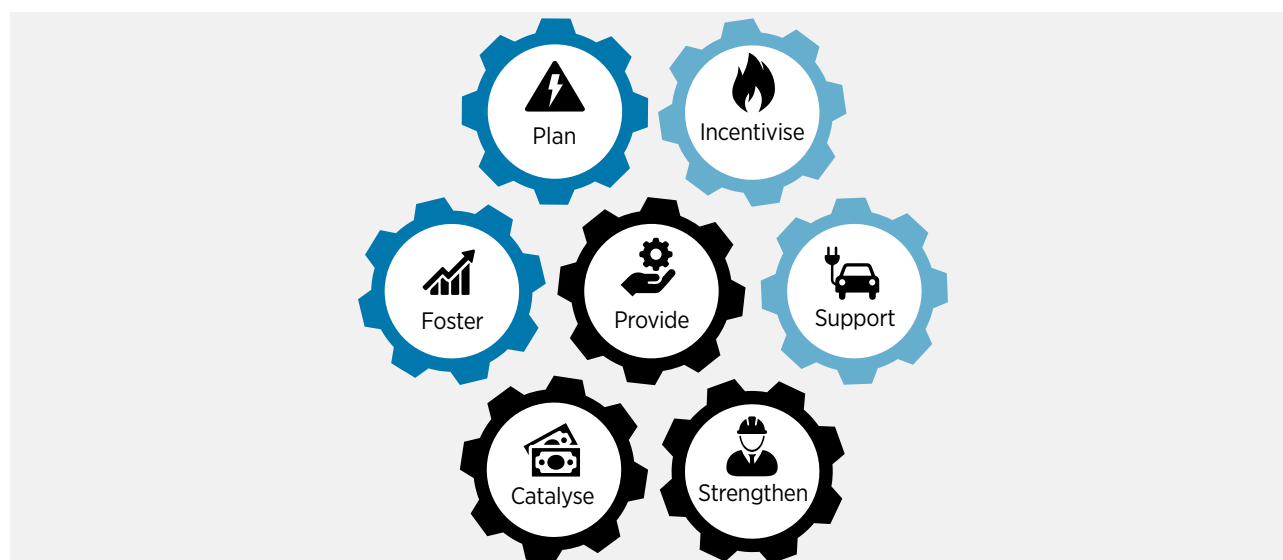 Plan
Incentivise
Foster
Provide
Support
Catalyse
Strengthen